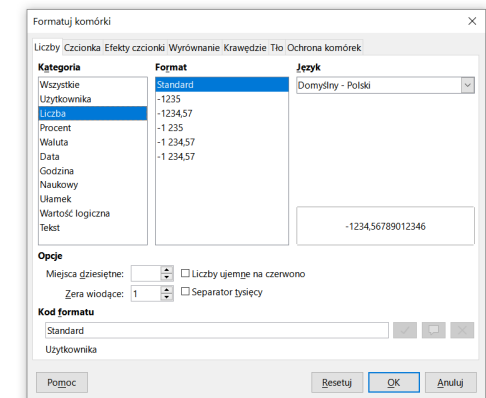 Formatuj komórki
Liczby Czcionka Efekty czcionki Wyrównanie Krawędzie Tło Ochrona komórek
Kategoria
Wszystkie
Użytkownika
Liczba
Procent
Waluta
Data
Godzina
Naukowy
Ułamek
Wartość logiczna
Tekst
Format
Standard
-1235
-1234,57
-1 235
-1 234,57
-1 234,57
Język
Domyślny - Polski
-1234,56789012346
Opcje
Miejsca dziesiętne:
Liczby ujemne na czerwono
Zera wiodące: 1
Separator tysięcy
Kod formatu
Standard
Użytkownika
Pomoc
Resetuj
OK
Anuluj